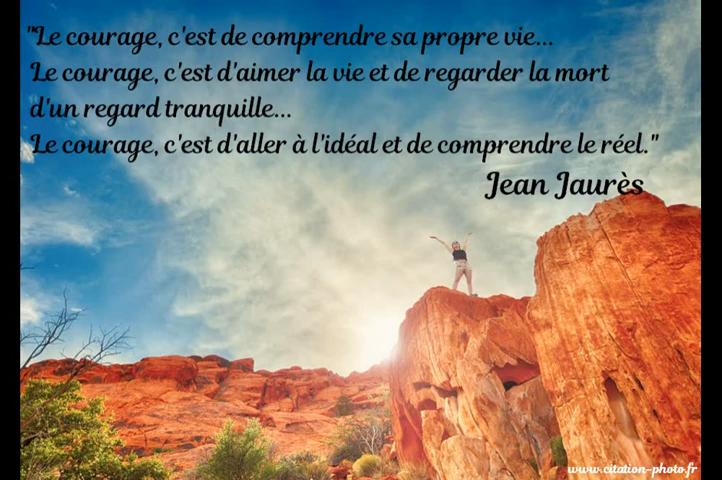 "Le courage, c'est de comprendre sa propre vie...
Le courage, c'est d'aimer la vie et de regarder la mort
d'un regard tranquille...
Le courage, c'est d'aller à l'idéal et de comprendre le réel."
Jean Jaurès
www.citation-photo.fr